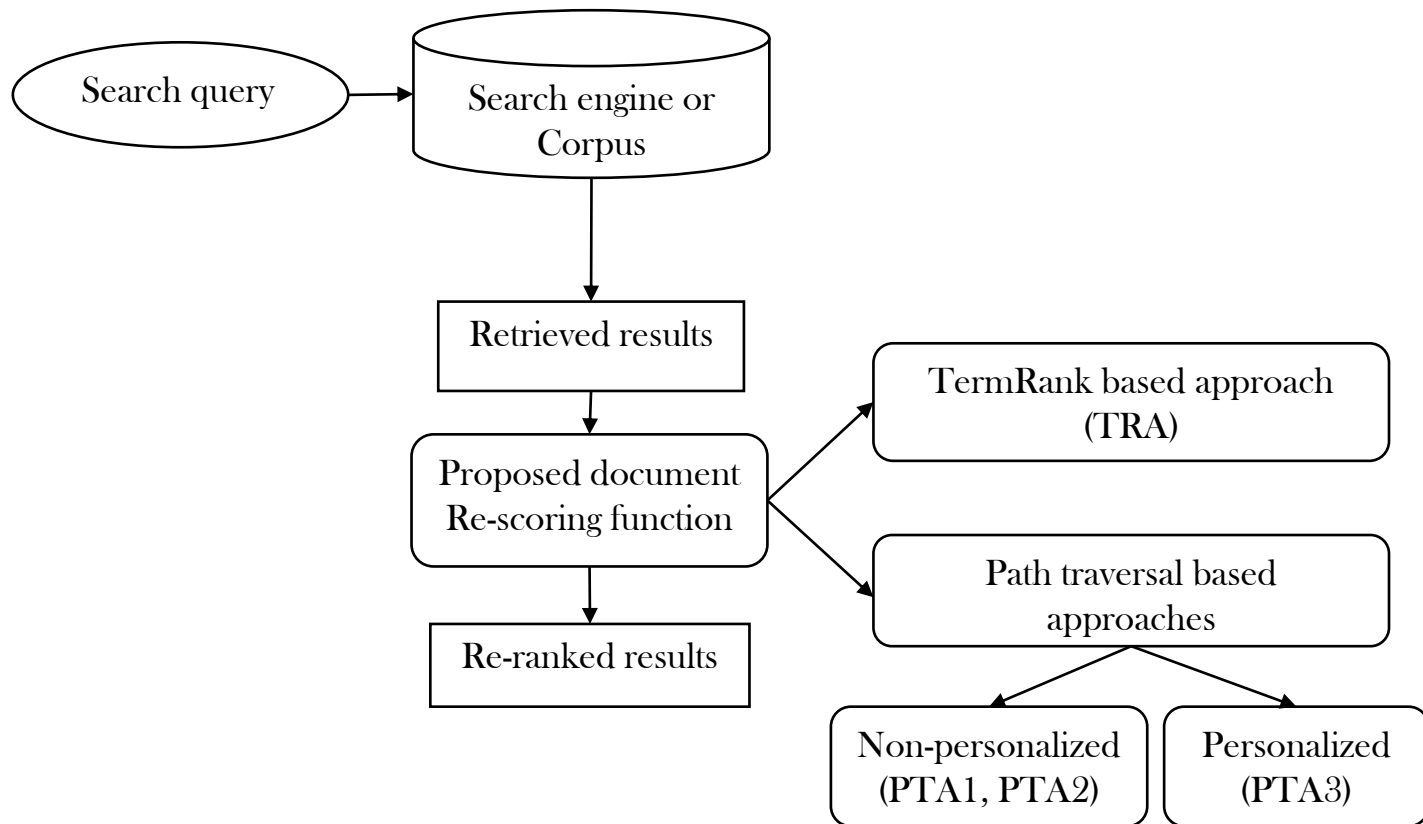 Search query
Search engine or
Corpus
Retrieved results
TermRank based approach
(TRA)
Proposed document
Re-scoring function
Path traversal based
approaches
Re-ranked results
Non-personalized
(PTA1, PTA2)
Personalized
(PTA3)